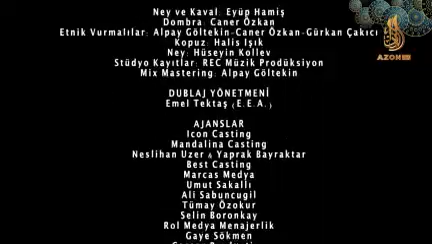 Ney ve Kaval: Eyüp Hamiş
Dombra: Caner Özkan
Etnik Vurmalılar: Alpay Göltekin-Caner Özkan-Gürkan Çakıcı
Kopuz: Halis Işık
Ney: Hüseyin Kollev
Stüdyo Kayıtlar: REC Müzik Prodüksiyon
Mix Mastering: Alpay Göltekin
DUBLAJ YÖNETMENİ
Emel Tektaş (E.E.A.)
AJANSLAR
Icon Casting
Mandalina Casting
Neslihan Uzer & Yaprak Bayraktar
Best Casting
Marcas Medya
Umut Sakallı
Ali Sabuncugil
Tümay Özokur
Selin Boronkay
Rol Medya Menajerlik
Gaye Sökmen